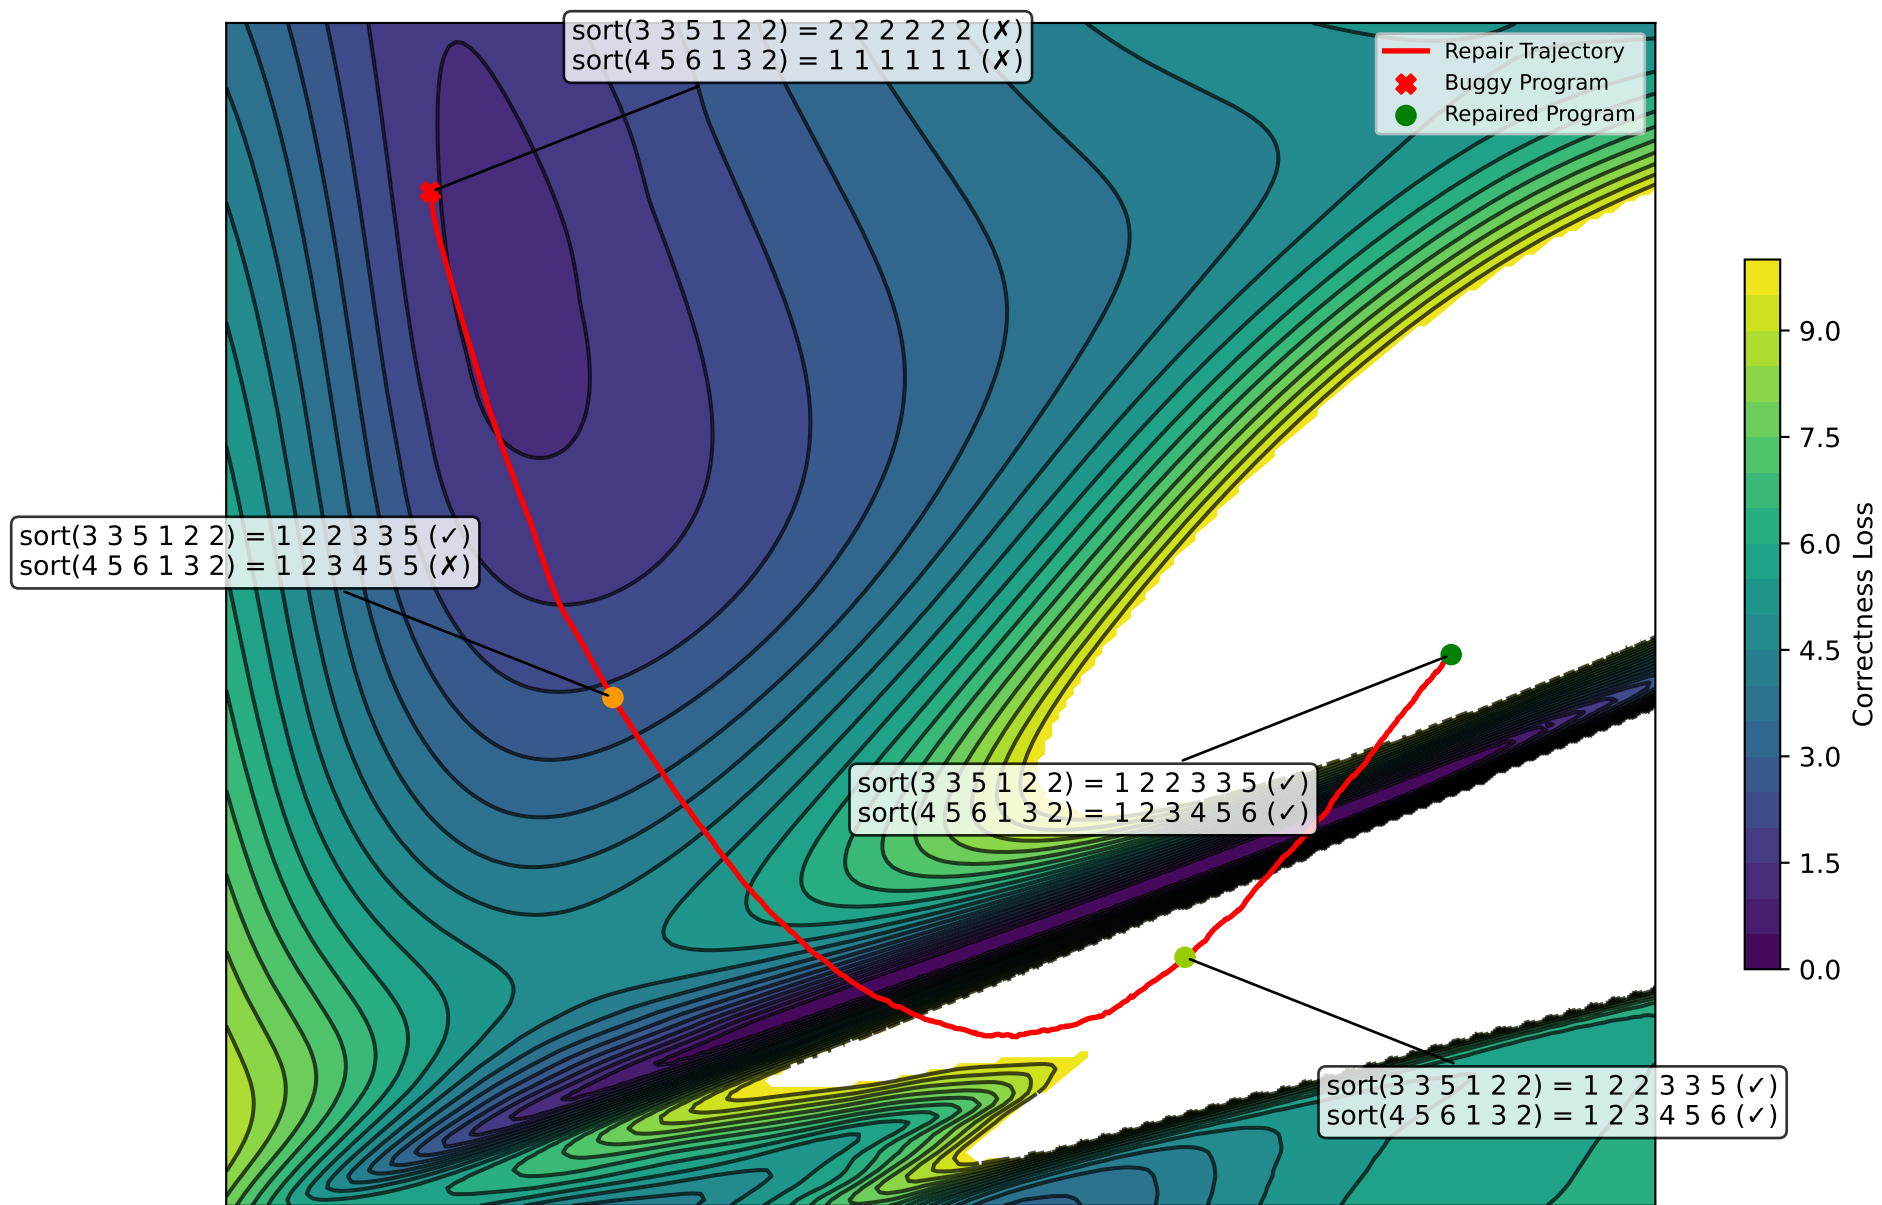 sort(3 3 5 1 2 2) = 2 2 2 2 2 2 (✗)
sort(4 5 6 1 3 2) = 1 1 1 1 1 1 (✗)
Repair Trajectory
Buggy Program
Repaired Program
sort(3 3 5 1 2 2) = 1 2 2 3 3 5 (✓)
sort(4 5 6 1 3 2) = 1 2 3 4 5 5 (✗)
sort(3 3 5 1 2 2) = 1 2 2 3 3 5 (✓)
sort(4 5 6 1 3 2) = 1 2 3 4 5 6 (✓)
sort(3 3 5 1 2 2) = 1 2 2 3 3 5 (✓)
sort(4 5 6 1 3 2) = 1 2 3 4 5 6 (✓)
9.0
7.5
6.0
4.5
3.0
1.5
0.0
Correctness Loss